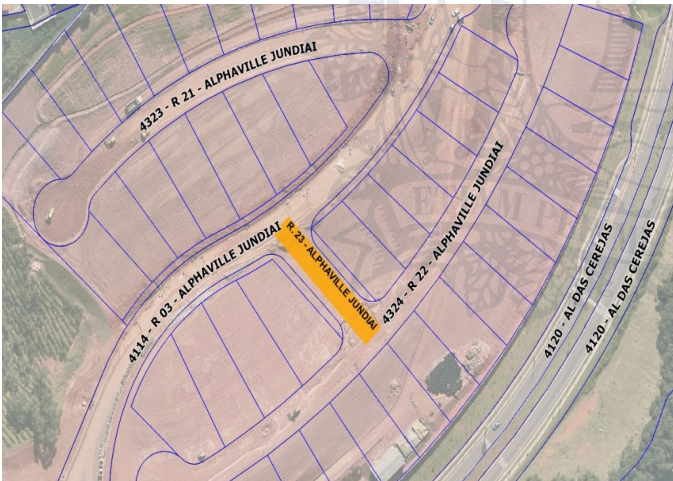 4323 - R 21 - ALPHAVILLE JUNDIAI
R. 23 - ALPHAVILLE JUNDIAI
4114 - R 03 - ALPHAVILLE JUNDIAI
4324 - R 22 - ALPHAVILLE JUNDIAI
4120 - AL DAS CEREJAS
4120 - AL DAS CEREJAS